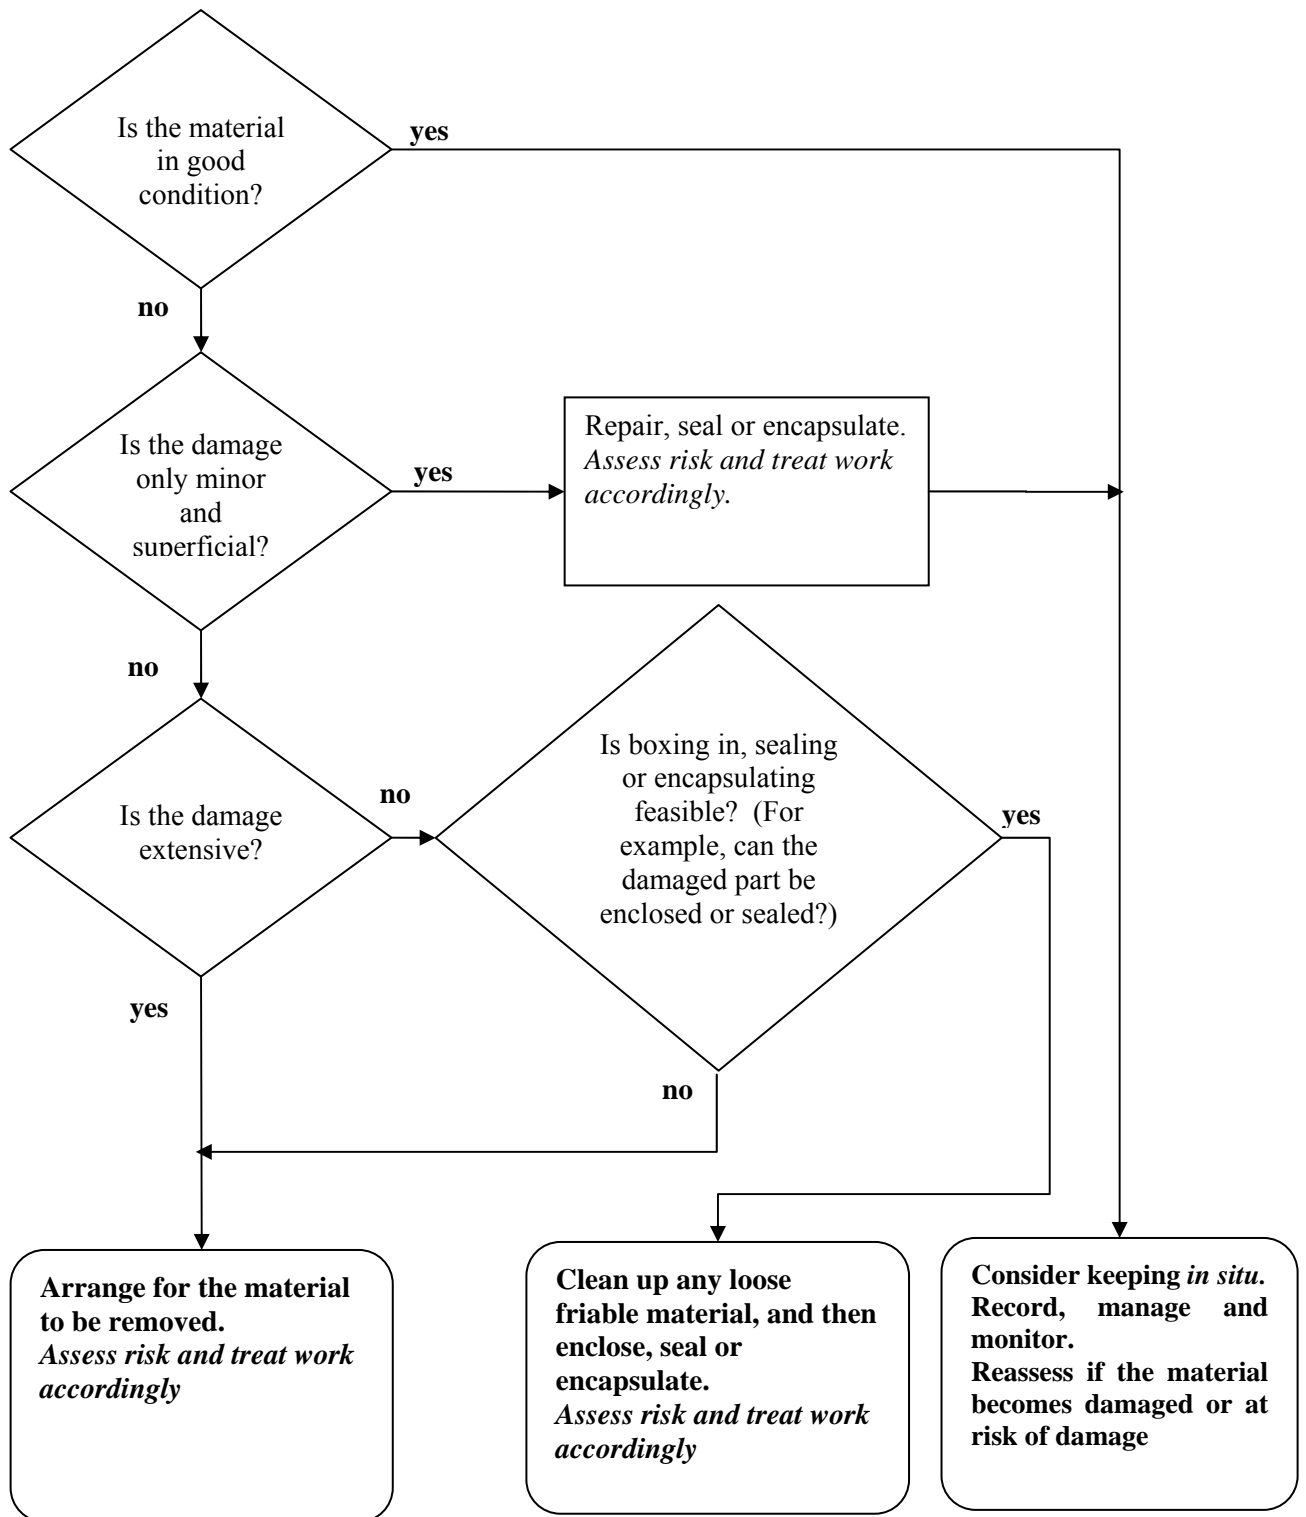 Is the material
in good
condition?
yes
no
Is the damage
only minor
and
superficial?
yes
Repair, seal or encapsulate.
Assess risk and treat work
accordingly.
no
Is the damage
extensive?
no
Is boxing in, sealing
or encapsulating
feasible? (For
example, can the
damaged part be
enclosed or sealed?)
yes
yes
no
Arrange for the material
to be removed.
Assess risk and treat work
accordingly
Clean up any loose
friable material, and then
enclose, seal or
encapsulate.
Assess risk and treat work
accordingly
Consider keeping in situ.
Record, manage and
monitor.
Reassess if the material
becomes damaged or at
risk of damage